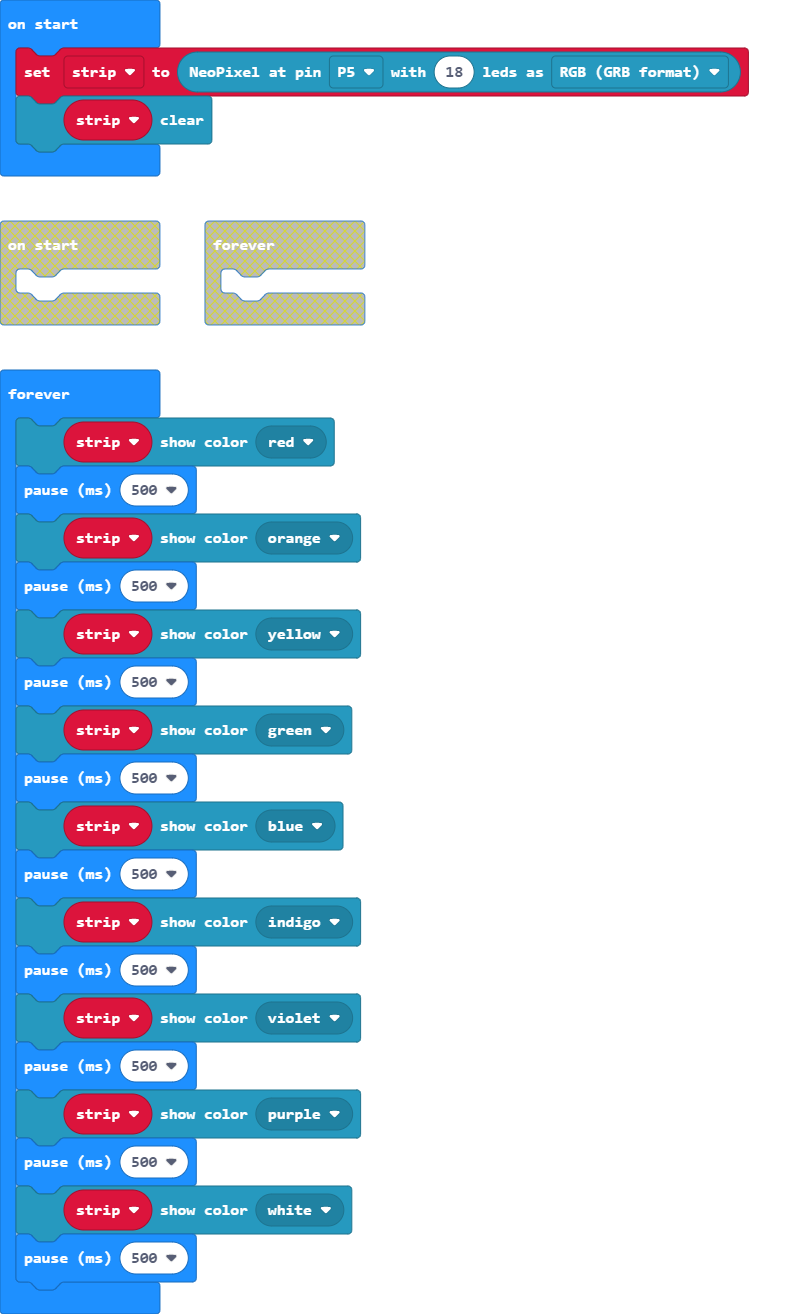 on start
set strip to NeoPixel at pin P5 with 18 leds as RGB (GRB format)
strip clear
on start forever
forever
strip show color red
pause (ms) 500
strip show color orange
pause (ms) 500
strip show color yellow
pause (ms) 500
strip show color green
pause (ms) 500
strip show color blue
pause (ms) 500
strip show color indigo
pause (ms) 500
strip show color violet
pause (ms) 500
strip show color purple
pause (ms) 500
strip show color white
pause (ms) 500